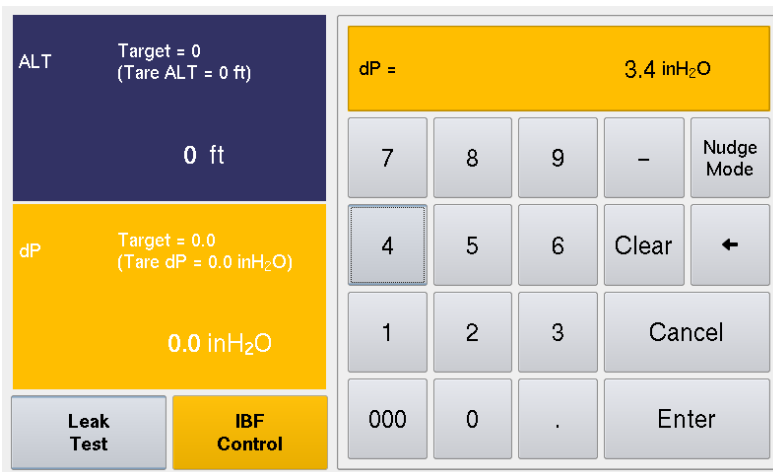 ALT
Target = 0
(Tare ALT = 0 ft)
0 ft
dP
Target = 0.0
(Tare dP = 0.0 inH₂O)
0.0 inH₂O
Leak
Test
IBF
Control
dP = 3.4 inH₂O
7 8 9 – Nudge
Mode
4 5 6 Clear ←
1 2 3 Cancel
000 0 . Enter